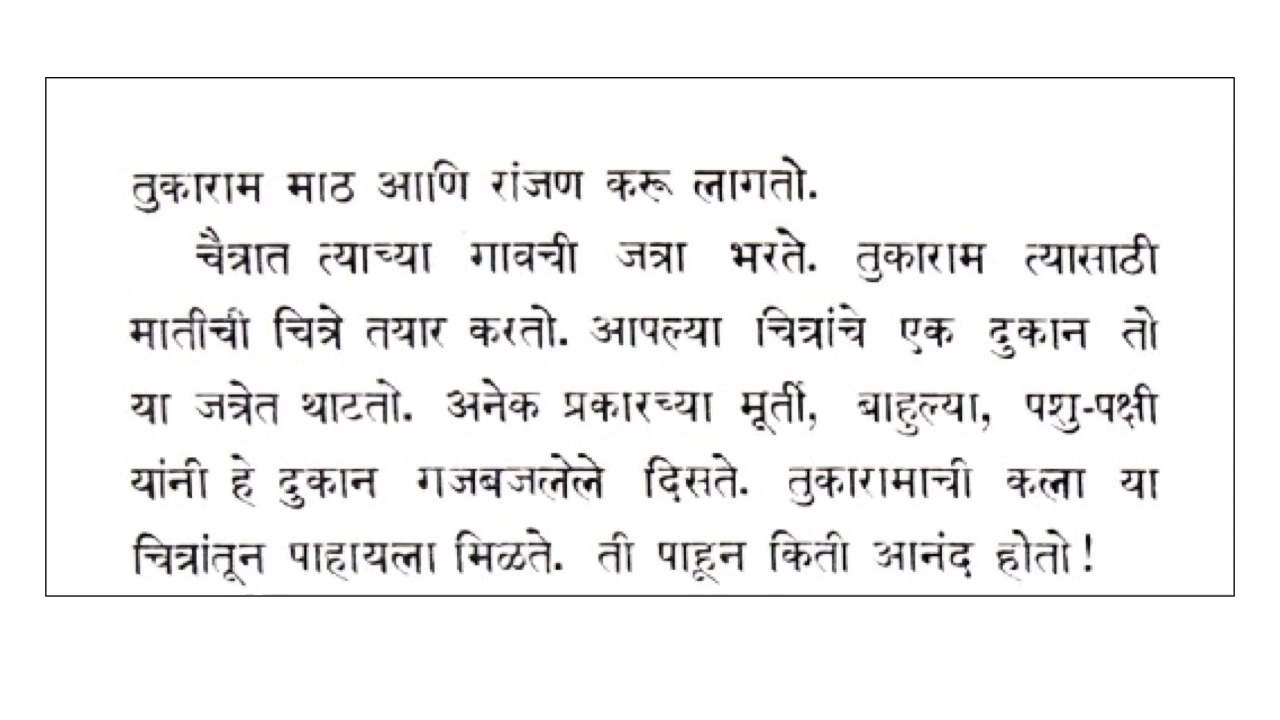 तुकाराम माठ आणि रांजण करू लागतो.
चैत्रात त्याच्या गावची जत्रा भरते. तुकाराम त्यासाठी
मातीची चित्रे तयार करतो. आपल्या चित्रांचे एक दुकान तो
या जत्रेत थाटतो. अनेक प्रकारच्या मूर्ती, बाहुल्या, पशु-पक्षी
यांनी हे दुकान गजबजलेले दिसते. तुकारामाची कला या
चित्रांतून पाहायला मिळते. ती पाहून किती आनंद होतो!